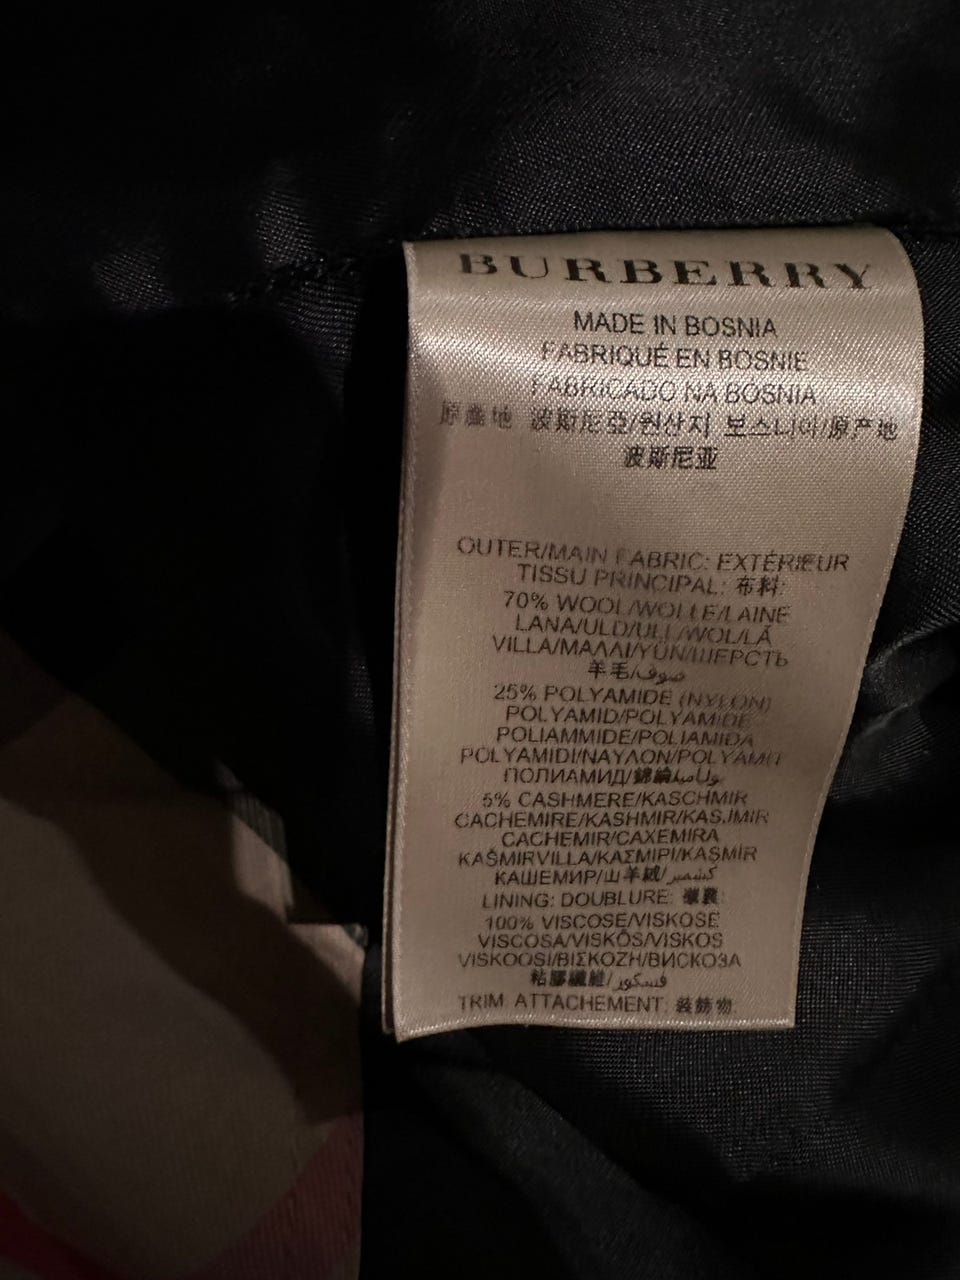 BURBERRY
MADE IN BOSNIA
FABRIQUÉ EN BOSNIE
FABRICADO NA BÓSNIA
原產地 波斯尼亞/원산지 보스니아/原产地
波斯尼亚
OUTER/MAIN FABRIC: EXTÉRIEUR
TISSU PRINCIPAL: 布料:
70% WOOL/WOLLE/LAINE
LANA/ULD/ULL/WOL/LÃ
VILLA/ΜΑΛΛΙ/YÜN/ШЕРСТЬ
羊毛/صوف
25% POLYAMIDE (NYLON)
POLYAMID/POLYAMIDE
POLIAMMIDE/POLIAMIDA
POLYAMIDI/ΝΑΥΛΟΝ/POLYAMIT
ПОЛИАМИД/錦綸/بولياميد
5% CASHMERE/KASCHMIR
CACHEMIRE/KASHMIR/KASJMIR
CACHEMIR/CAXEMIRA
KAŠMIRVILLA/ΚΑΣΜΙΡΙ/KAŞMİR
КАШЕМИР/山羊絨/كشمير
LINING: DOUBLURE:
100% VISCOSE/VISKOSE
VISCOSA/VISKÓS/VISKOS
VISKOOSI/ΒΙΣΚΟΖΗ/ВИСКОЗА
粘膠纖維/فسكوز
TRIM: ATTACHEMENT: 裝飾物: